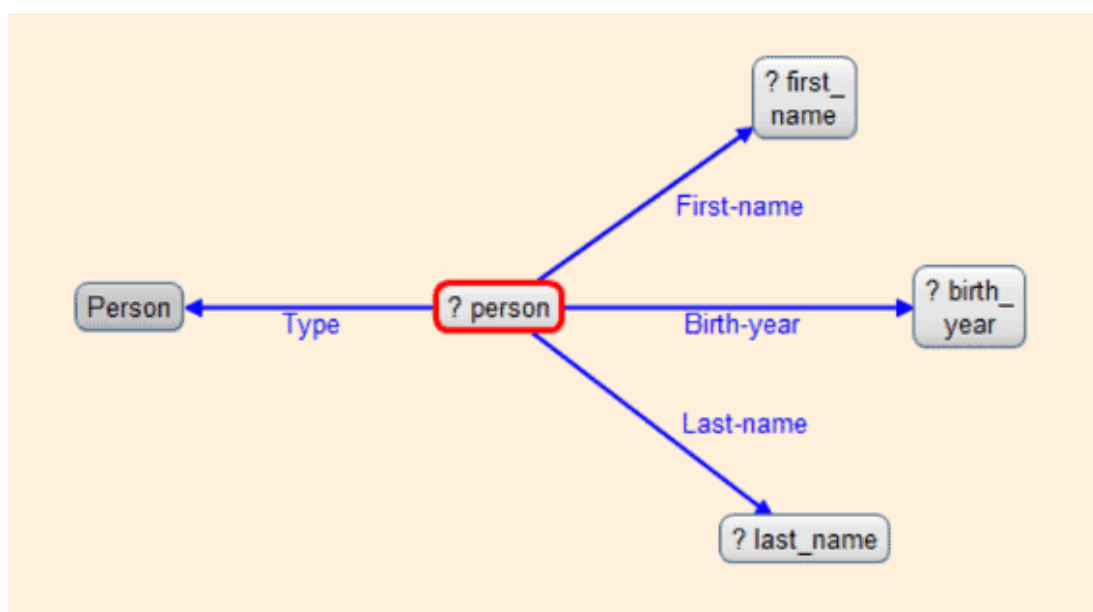 ? first_
name
First-name
Person
Type
? person
Birth-year
? birth_
year
Last-name
? last_name